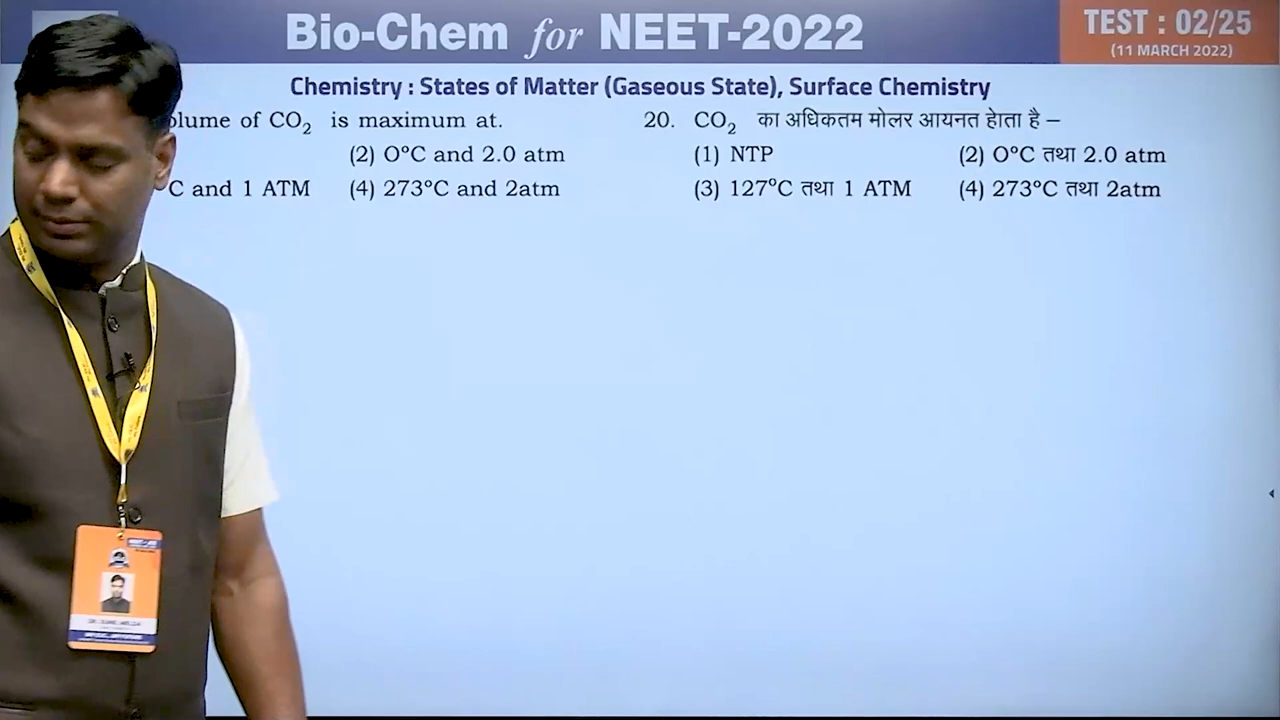 Bio-Chem for NEET-2022
TEST : 02/25
(11 MARCH 2022)
Chemistry : States of Matter (Gaseous State), Surface Chemistry
olume of CO₂ is maximum at.
(2) O°C and 2.0 atm
°C and 1 ATM (4) 273°C and 2atm
20. CO₂ का अधिकतम मोलर आयनत होता है –
(1) NTP (2) O°C तथा 2.0 atm
(3) 127°C तथा 1 ATM (4) 273°C तथा 2atm